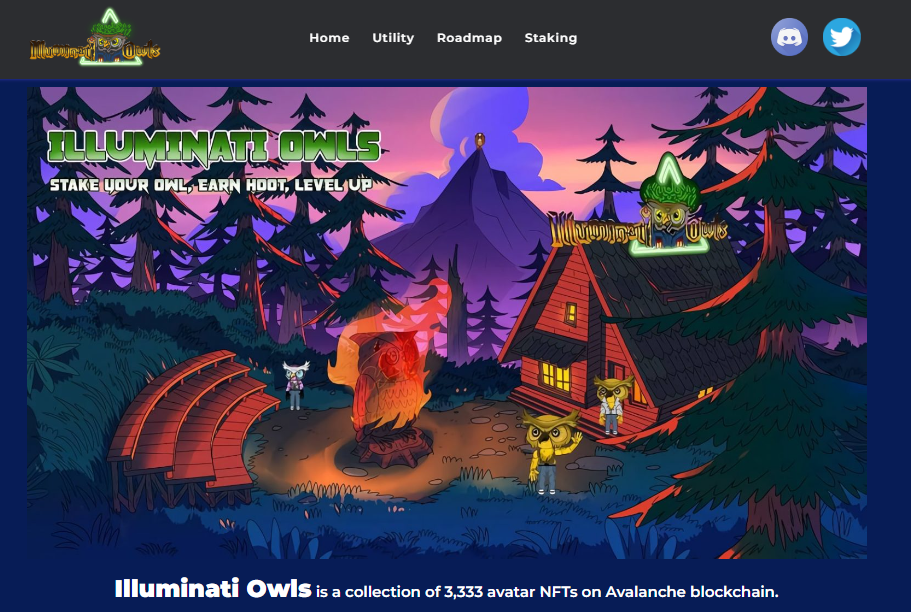 Illuminati Owls
Home Utility Roadmap Staking
ILLUMINATI OWLS
STAKE YOUR OWL, EARN HOOT, LEVEL UP
Illuminati Owls
Illuminati Owls is a collection of 3,333 avatar NFTs on Avalanche blockchain.